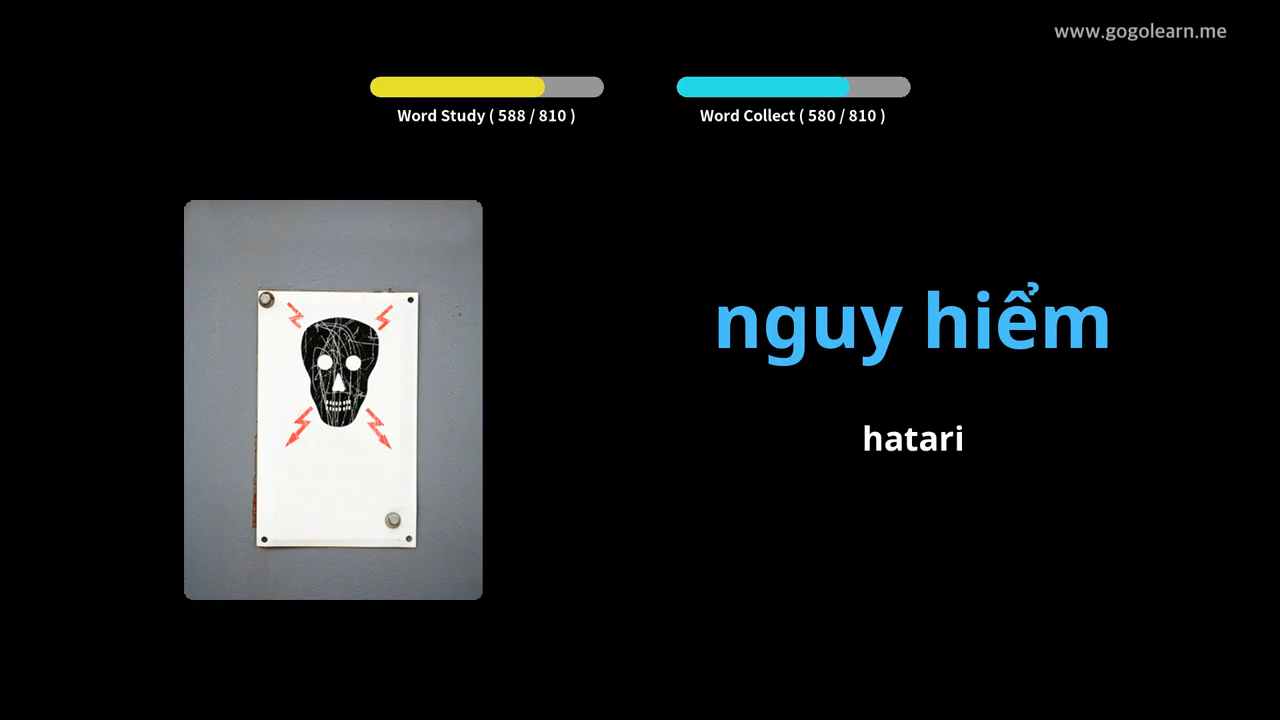 www.gogolearn.me
Word Study ( 588 / 810 )
Word Collect ( 580 / 810 )
nguy hiểm
hatari